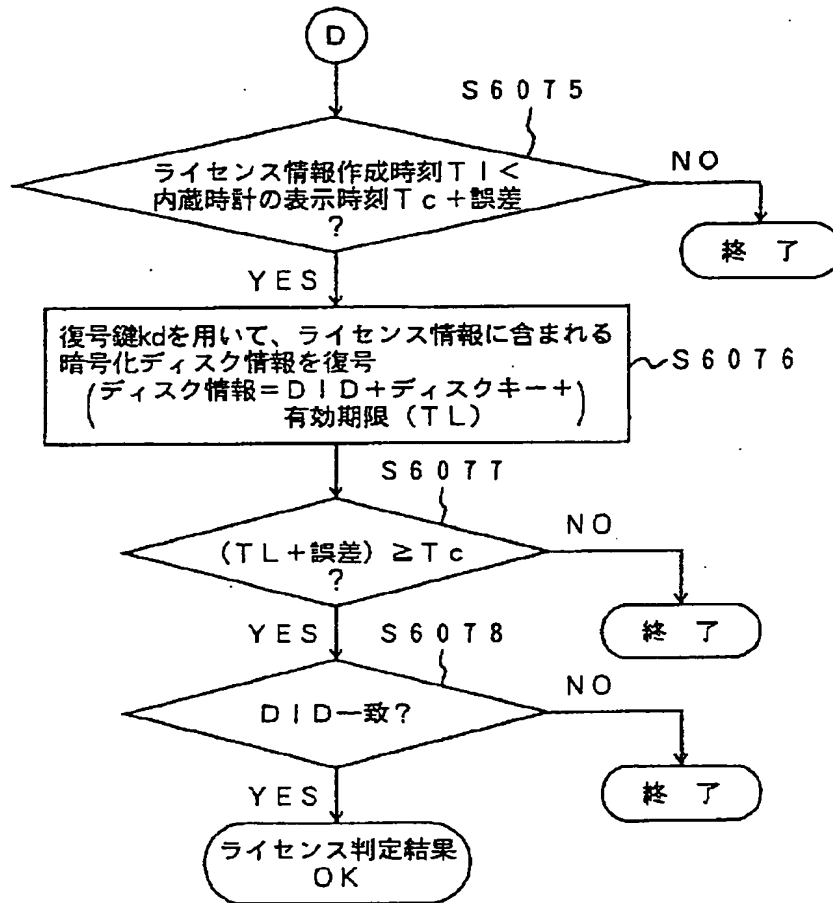 D
S6075
ライセンス情報作成時刻TI<
内蔵時計の表示時刻Tc+誤差
?
NO
終 了
YES
復号鍵kdを用いて、ライセンス情報に含まれる
暗号化ディスク情報を復号
(ディスク情報=DID+ディスクキー+
有効期限(TL))
S6076
S6077
(TL+誤差)≧Tc
?
NO
終 了
YES
S6078
DID一致?
NO
終 了
YES
ライセンス判定結果
OK